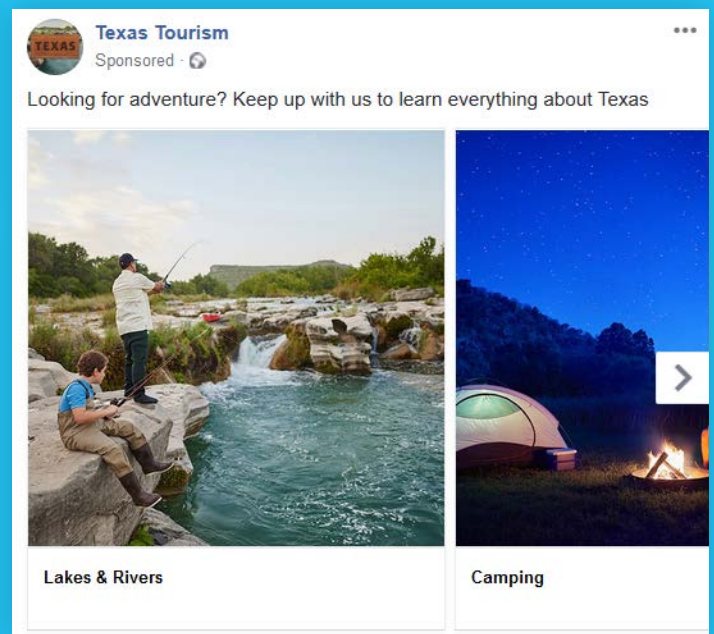 TEXAS
Texas Tourism
Sponsored ·
Looking for adventure? Keep up with us to learn everything about Texas
Lakes & Rivers
Camping